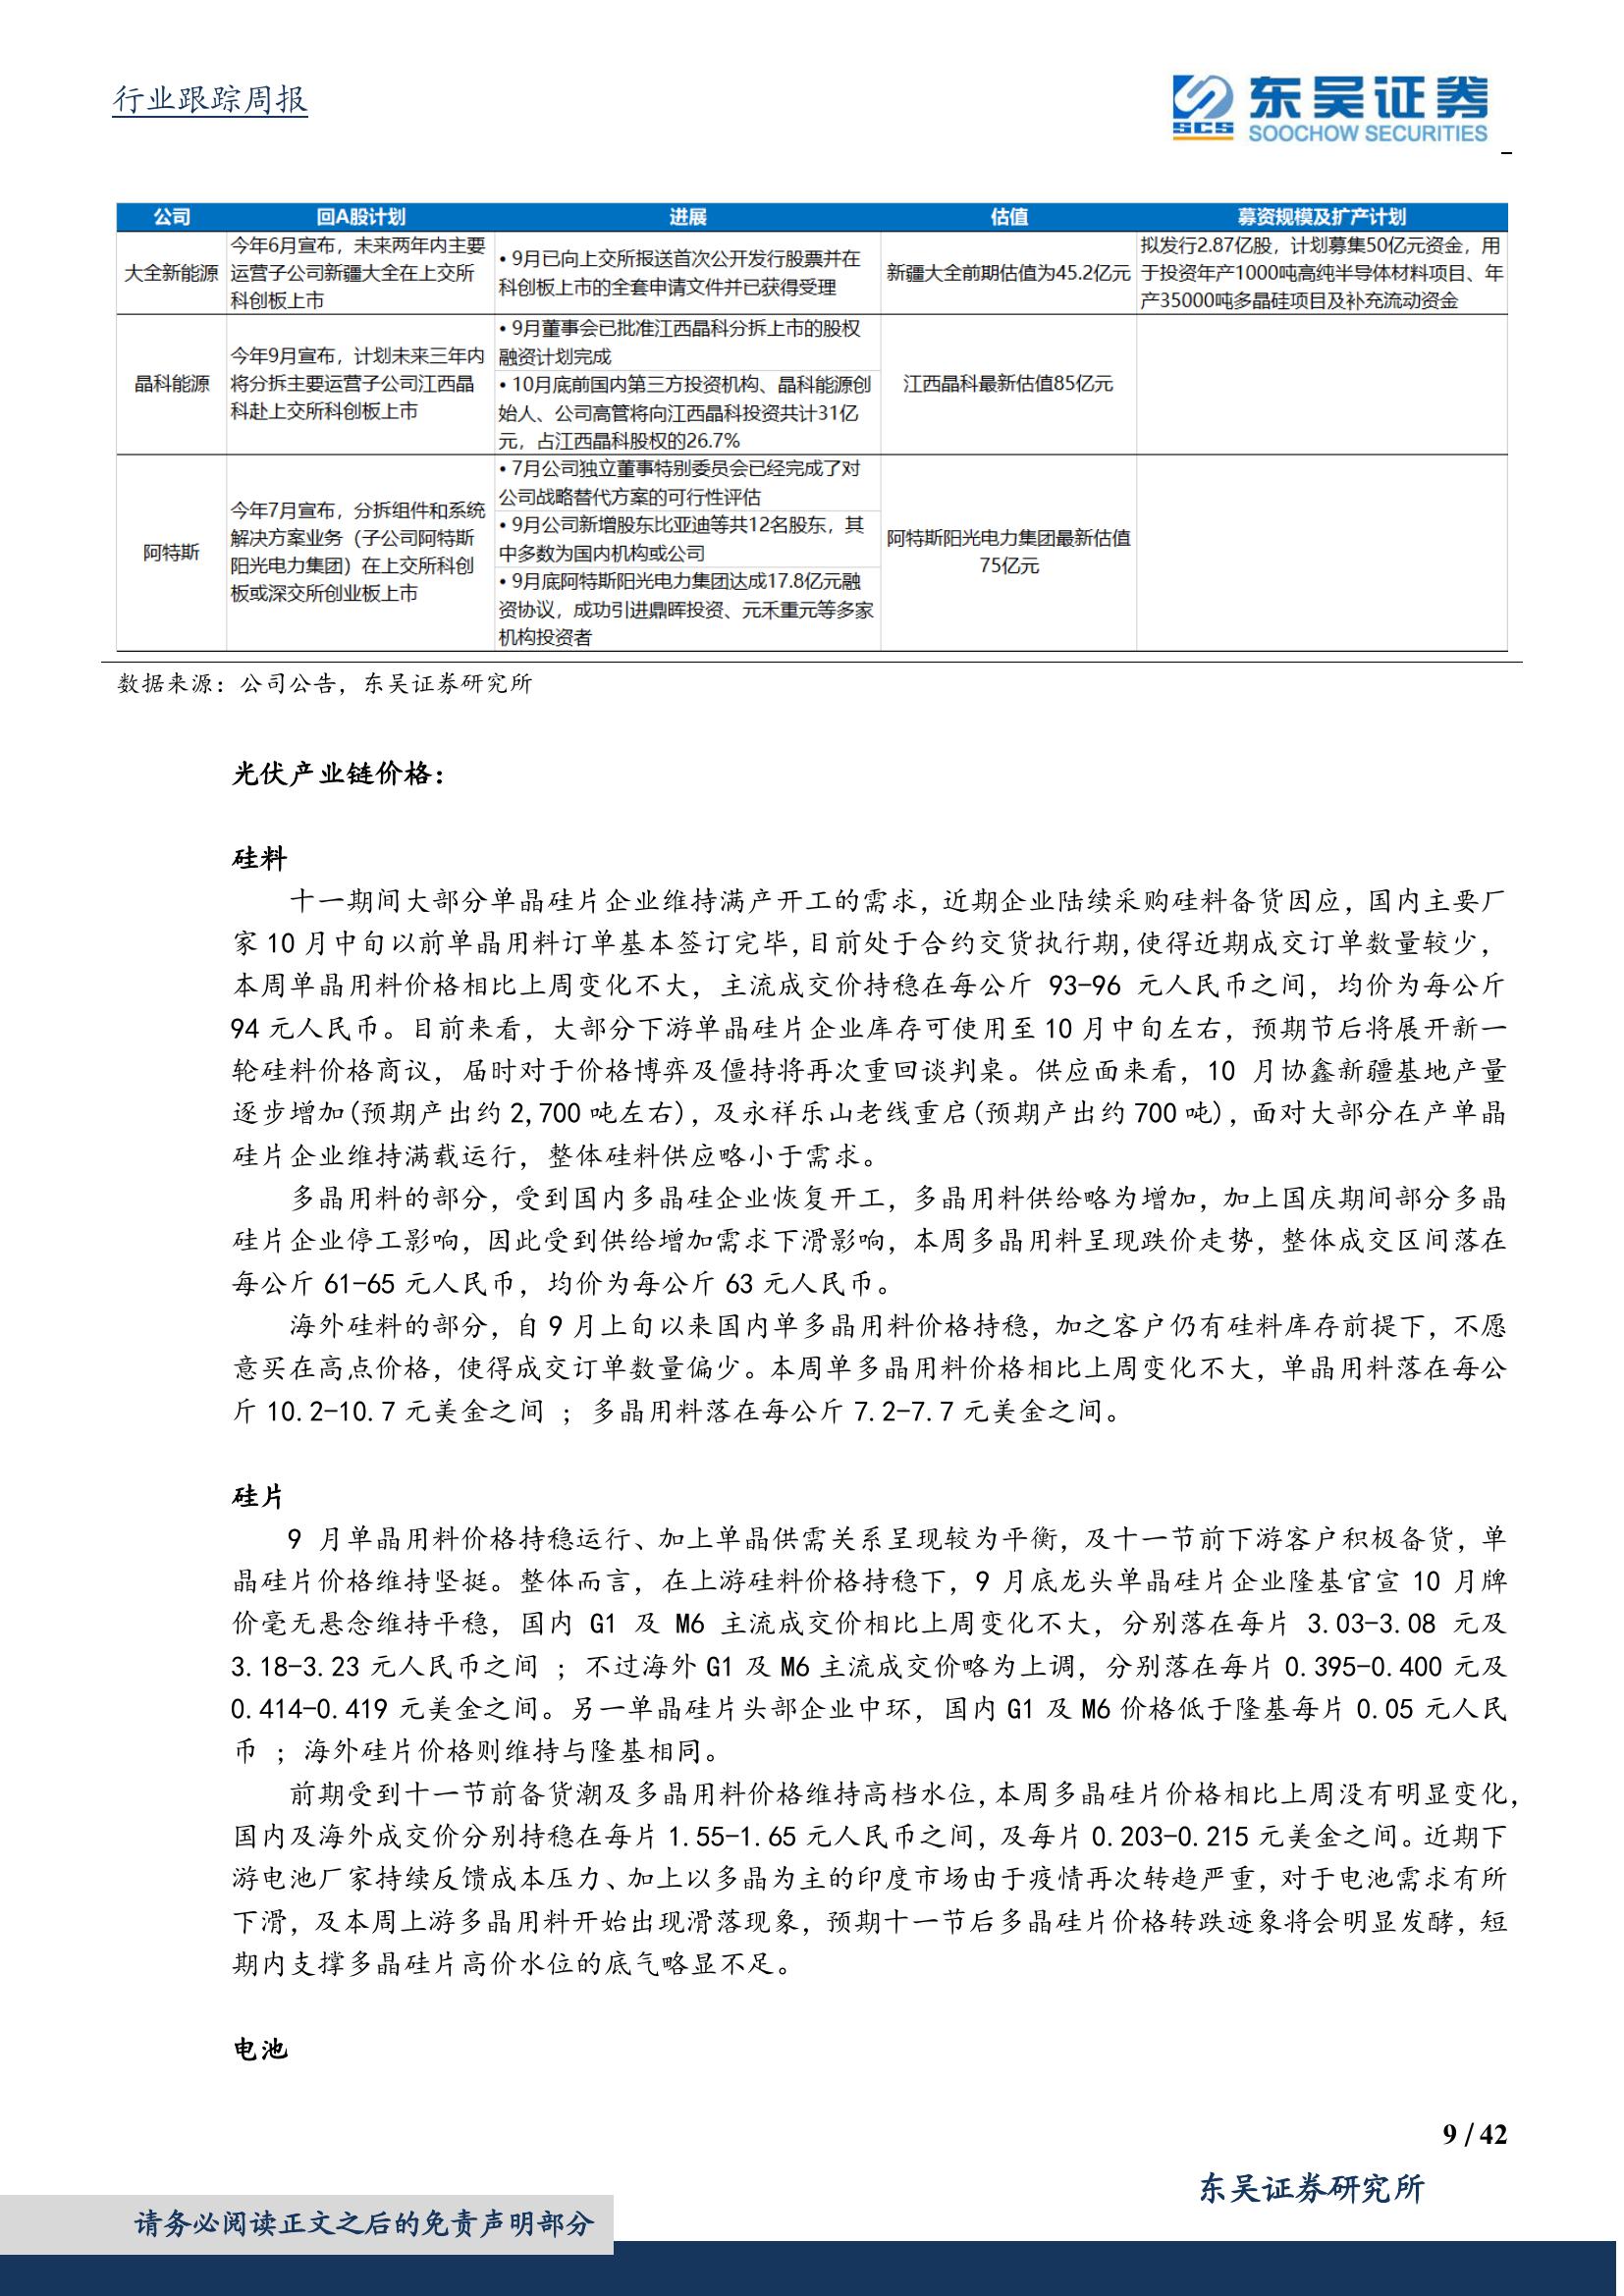 行业跟踪周报
东吴证券
SCS
SOOCHOW SECURITIES
公司 回A股计划 进展 估值 募资规模及扩产计划
大全新能源
今年6月宣布，未来两年内主要
运营子公司新疆大全在上交所
科创板上市
• 9月已向上交所报送首次公开发行股票并在
科创板上市的全套申请文件并已获得受理
新疆大全前期估值为45.2亿元
拟发行2.87亿股，计划募集50亿元资金，用
于投资年产1000吨高纯半导体材料项目、年
产35000吨多晶硅项目及补充流动资金
晶科能源
今年9月宣布，计划未来三年内
将分拆主要运营子公司江西晶
科赴上交所科创板上市
• 9月董事会已批准江西晶科分拆上市的股权
融资计划完成
• 10月底前国内第三方投资机构、晶科能源创
始人、公司高管将向江西晶科投资共计31亿
元，占江西晶科股权的26.7%
江西晶科最新估值85亿元
阿特斯
今年7月宣布，分拆组件和系统
解决方案业务（子公司阿特斯
阳光电力集团）在上交所科创
板或深交所创业板上市
• 7月公司独立董事特别委员会已经完成了对
公司战略替代方案的可行性评估
• 9月公司新增股东比亚迪等共12名股东，其
中多数为国内机构或公司
• 9月底阿特斯阳光电力集团达成17.8亿元融
资协议，成功引进鼎晖投资、元禾重元等多家
机构投资者
阿特斯阳光电力集团最新估值
75亿元
数据来源：公司公告，东吴证券研究所
光伏产业链价格：
硅料
十一期间大部分单晶硅片企业维持满产开工的需求，近期企业陆续采购硅料备货因应，国内主要厂
家 10 月中旬以前单晶用料订单基本签订完毕，目前处于合约交货执行期，使得近期成交订单数量较少，
本周单晶用料价格相比上周变化不大，主流成交价持稳在每公斤 93-96 元人民币之间，均价为每公斤
94 元人民币。目前来看，大部分下游单晶硅片企业库存可使用至 10 月中旬左右，预期节后将展开新一
轮硅料价格商议，届时对于价格博弈及僵持将再次重回谈判桌。供应面来看，10 月协鑫新疆基地产量
逐步增加(预期产出约 2,700 吨左右)，及永祥乐山老线重启(预期产出约 700 吨)，面对大部分在产单晶
硅片企业维持满载运行，整体硅料供应略小于需求。
多晶用料的部分，受到国内多晶硅企业恢复开工，多晶用料供给略为增加，加上国庆期间部分多晶
硅片企业停工影响，因此受到供给增加需求下滑影响，本周多晶用料呈现跌价走势，整体成交区间落在
每公斤 61-65 元人民币，均价为每公斤 63 元人民币。
海外硅料的部分，自 9 月上旬以来国内单多晶用料价格持稳，加之客户仍有硅料库存前提下，不愿
意买在高点价格，使得成交订单数量偏少。本周单多晶用料价格相比上周变化不大，单晶用料落在每公
斤 10.2-10.7 元美金之间 ；多晶用料落在每公斤 7.2-7.7 元美金之间。
硅片
9 月单晶用料价格持稳运行、加上单晶供需关系呈现较为平衡，及十一节前下游客户积极备货，单
晶硅片价格维持坚挺。整体而言，在上游硅料价格持稳下，9 月底龙头单晶硅片企业隆基官宣 10 月牌
价毫无悬念维持平稳，国内 G1 及 M6 主流成交价相比上周变化不大，分别落在每片 3.03-3.08 元及
3.18-3.23 元人民币之间 ；不过海外 G1 及 M6 主流成交价略为上调，分别落在每片 0.395-0.400 元及
0.414-0.419 元美金之间。另一单晶硅片头部企业中环，国内 G1 及 M6 价格低于隆基每片 0.05 元人民
币 ；海外硅片价格则维持与隆基相同。
前期受到十一节前备货潮及多晶用料价格维持高档水位，本周多晶硅片价格相比上周没有明显变化，
国内及海外成交价分别持稳在每片 1.55-1.65 元人民币之间，及每片 0.203-0.215 元美金之间。近期下
游电池厂家持续反馈成本压力、加上以多晶为主的印度市场由于疫情再次转趋严重，对于电池需求有所
下滑，及本周上游多晶用料开始出现滑落现象，预期十一节后多晶硅片价格转跌迹象将会明显发酵，短
期内支撑多晶硅片高价水位的底气略显不足。
电池
9 / 42
东吴证券研究所
请务必阅读正文之后的免责声明部分